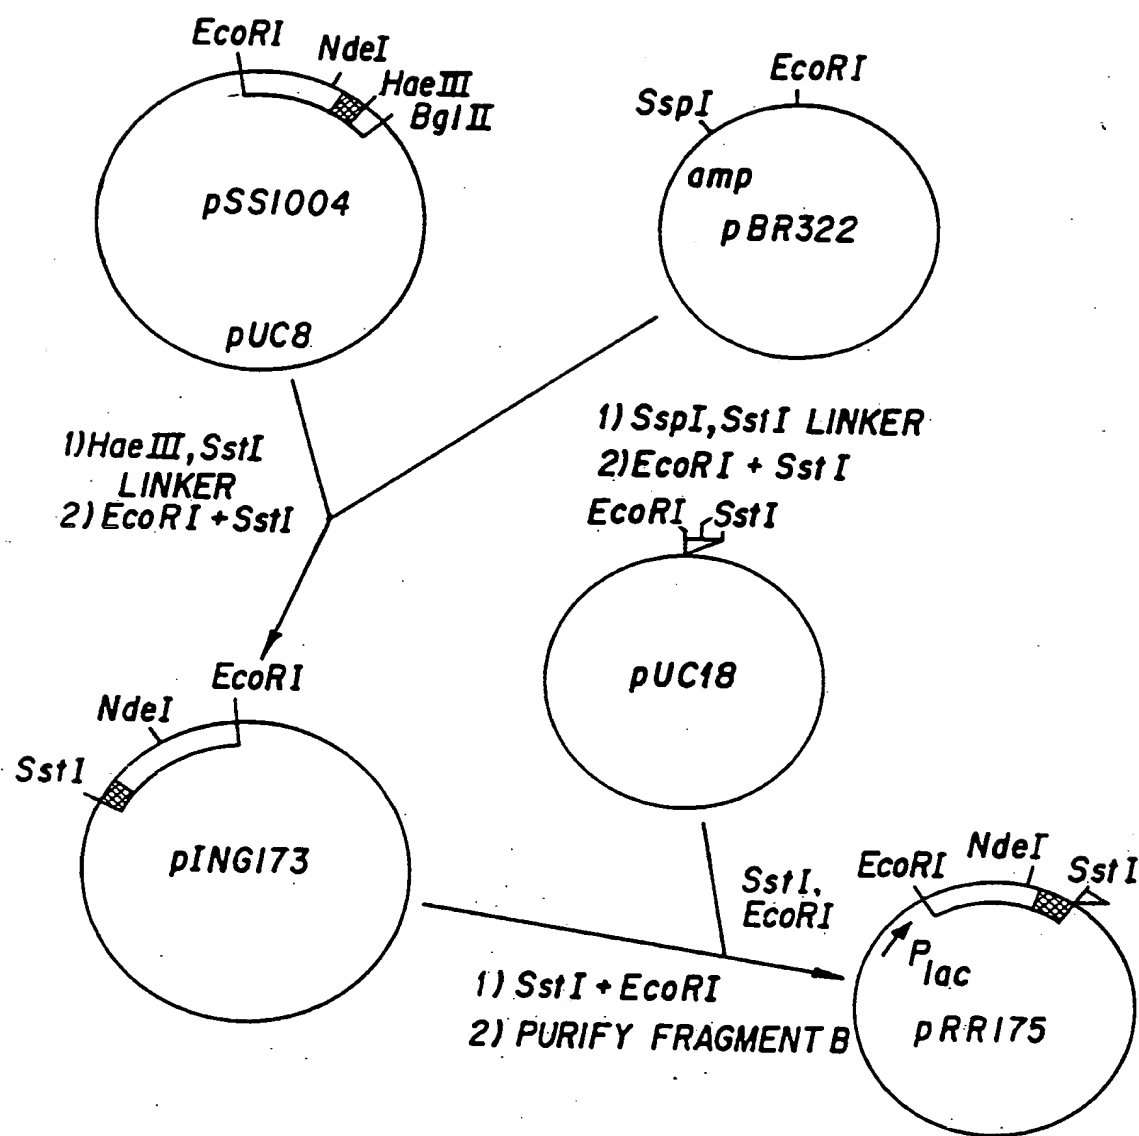 EcoRI
NdeI
HaeIII
BglII
pSS1004
pUC8
EcoRI
SspI
amp
pBR322
1)HaeIII,SstI
LINKER
2)EcoRI+SstI
1) SspI,SstI LINKER
2)EcoRI + SstI
EcoRI SstI
pUC18
EcoRI
NdeI
SstI
pING173
SstI,
EcoRI
1) SstI+EcoRI
2) PURIFY FRAGMENT B
EcoRI
NdeI
SstI
Plac
pRR175